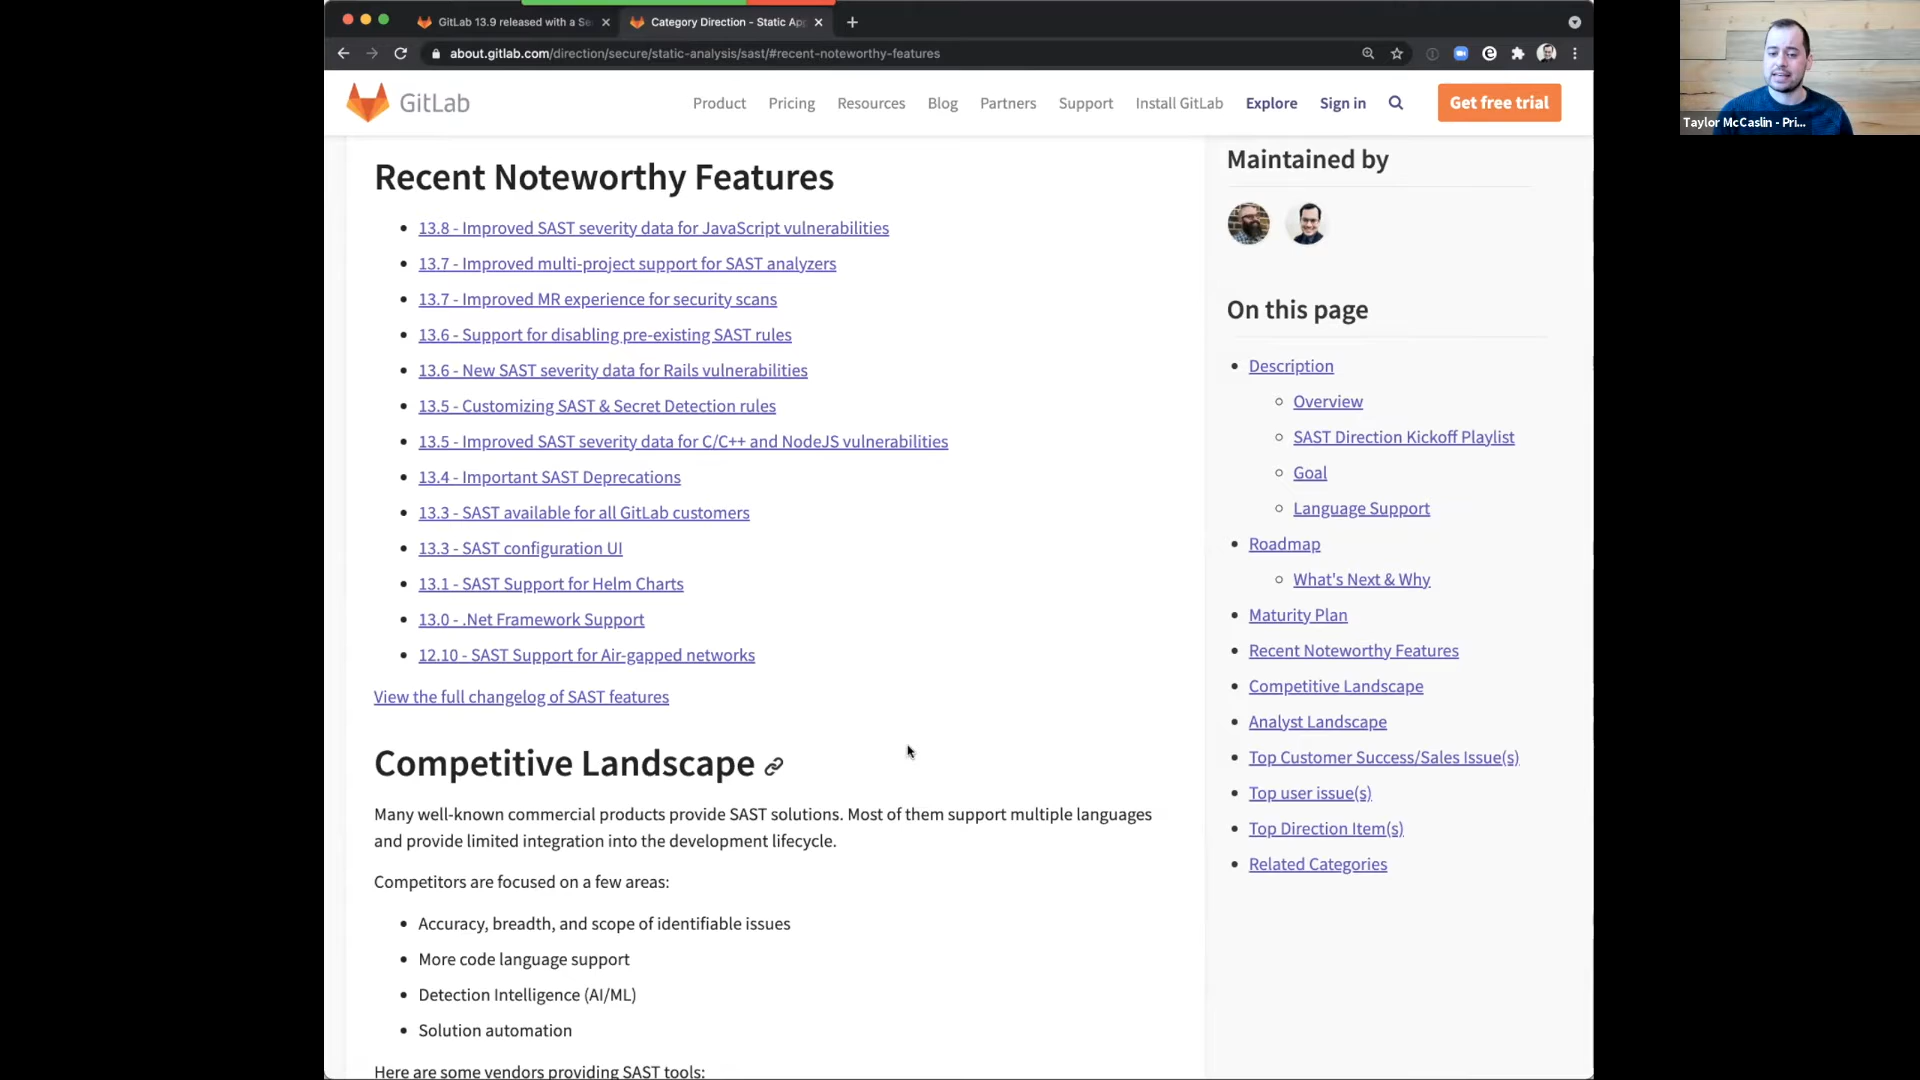 GitLab 13.9 released with a Se
Category Direction - Static Ap
about.gitlab.com/direction/secure/static-analysis/sast/#recent-noteworthy-features
GitLab
Product
Pricing
Resources
Blog
Partners
Support
Install GitLab
Explore
Sign in
Get free trial
Taylor McCaslin - Pri...
Recent Noteworthy Features
13.8 - Improved SAST severity data for JavaScript vulnerabilities
13.7 - Improved multi-project support for SAST analyzers
13.7 - Improved MR experience for security scans
13.6 - Support for disabling pre-existing SAST rules
13.6 - New SAST severity data for Rails vulnerabilities
13.5 - Customizing SAST & Secret Detection rules
13.5 - Improved SAST severity data for C/C++ and NodeJS vulnerabilities
13.4 - Important SAST Deprecations
13.3 - SAST available for all GitLab customers
13.3 - SAST configuration UI
13.1 - SAST Support for Helm Charts
13.0 - .Net Framework Support
12.10 - SAST Support for Air-gapped networks
View the full changelog of SAST features
Competitive Landscape
Many well-known commercial products provide SAST solutions. Most of them support multiple languages
and provide limited integration into the development lifecycle.
Competitors are focused on a few areas:
Accuracy, breadth, and scope of identifiable issues
More code language support
Detection Intelligence (AI/ML)
Solution automation
Here are some vendors providing SAST tools:
Maintained by
On this page
Description
Overview
SAST Direction Kickoff Playlist
Goal
Language Support
Roadmap
What's Next & Why
Maturity Plan
Recent Noteworthy Features
Competitive Landscape
Analyst Landscape
Top Customer Success/Sales Issue(s)
Top user issue(s)
Top Direction Item(s)
Related Categories